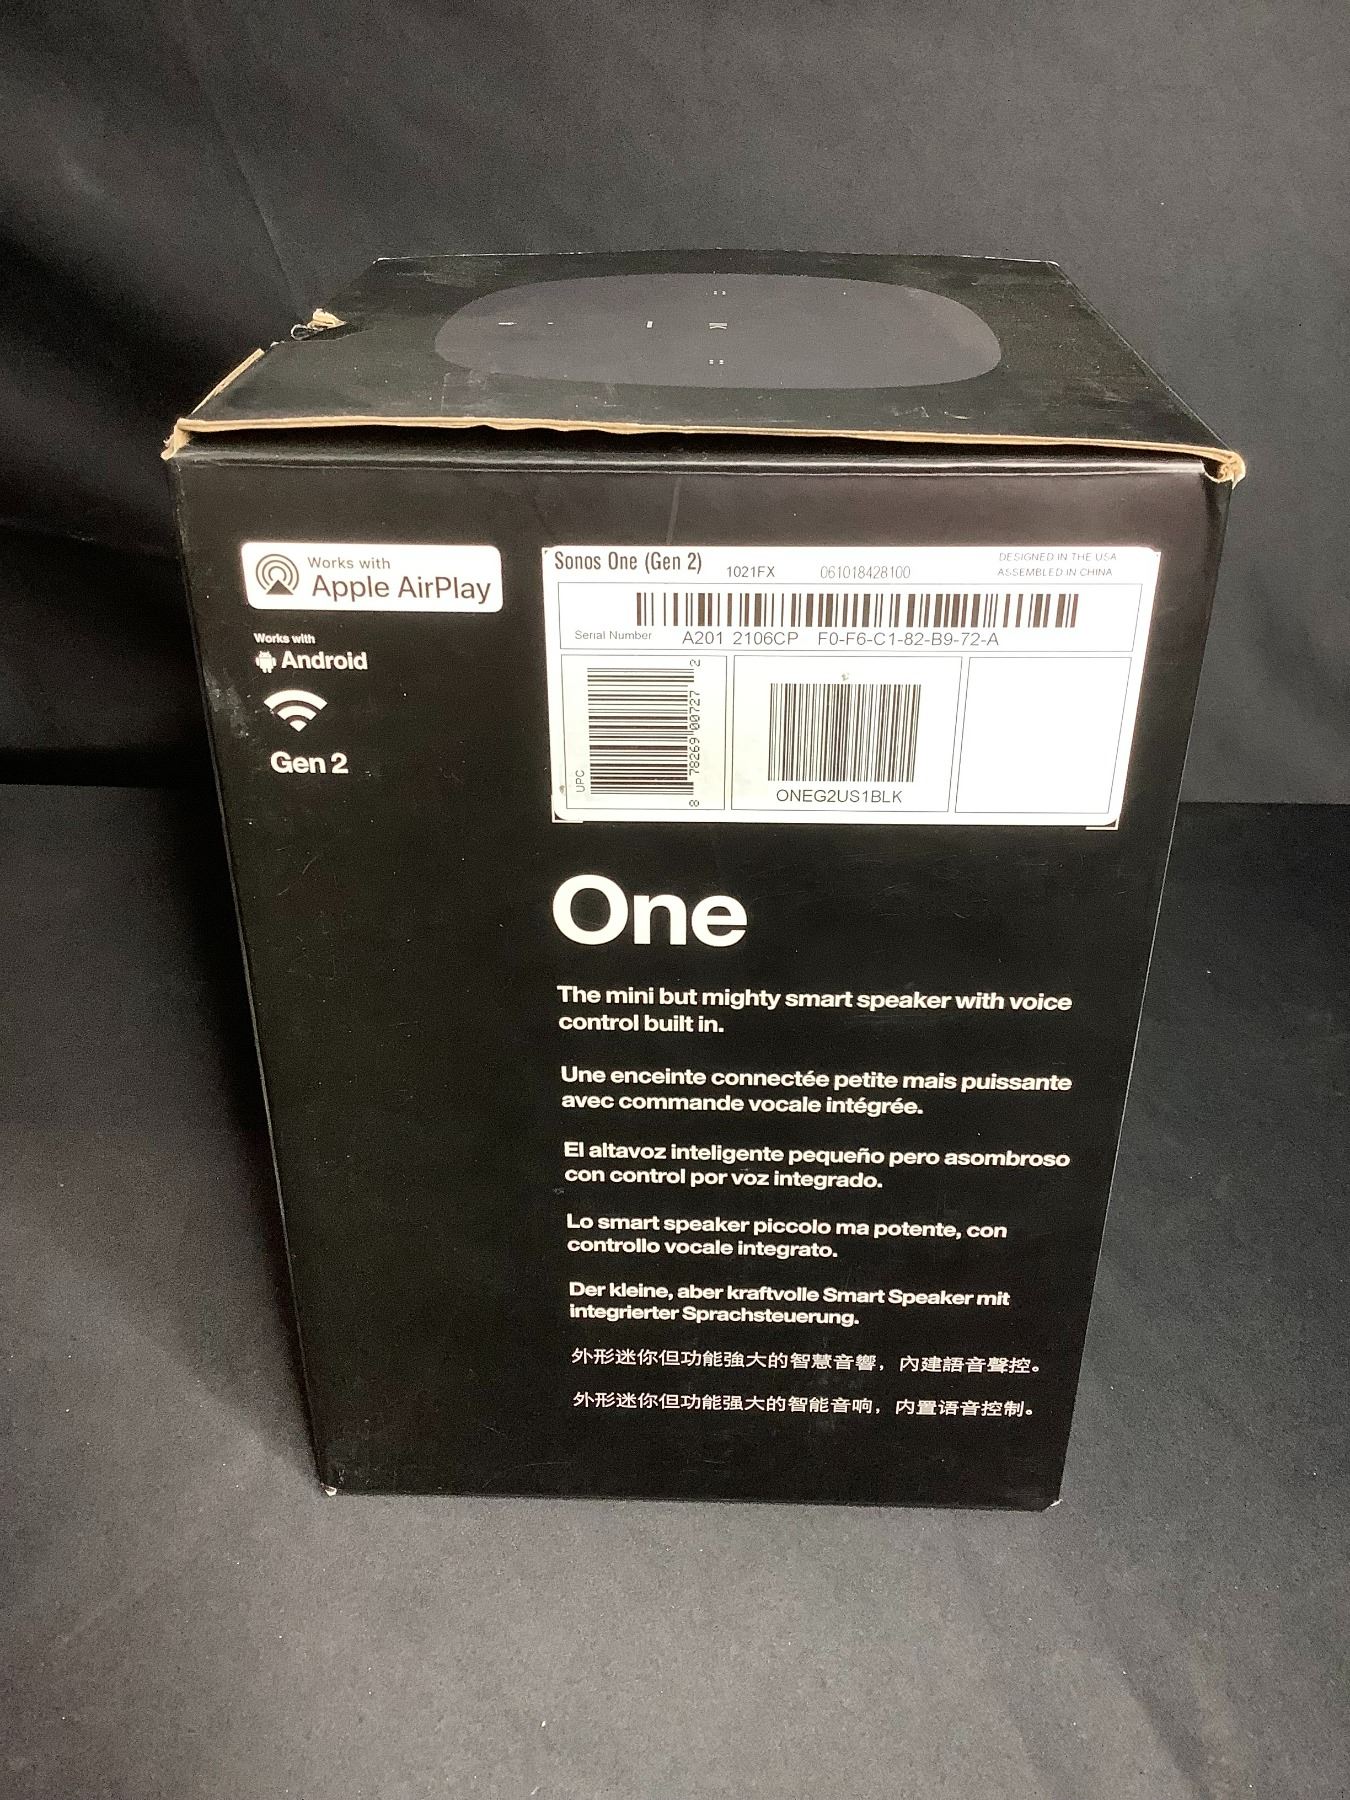 Works with
Apple AirPlay
Works with
Android
Gen 2
Sonos One (Gen 2) 1021FX 061018428100
DESIGNED IN THE USA
ASSEMBLED IN CHINA
Serial Number A201 2106CP F0-F6-C1-82-B9-72-A
UPC
8 78269 00727 2
ONEG2US1BLK
One
The mini but mighty smart speaker with voice
control built in.
Une enceinte connectée petite mais puissante
avec commande vocale intégrée.
El altavoz inteligente pequeño pero asombroso
con control por voz integrado.
Lo smart speaker piccolo ma potente, con
controllo vocale integrato.
Der kleine, aber kraftvolle Smart Speaker mit
integrierter Sprachsteuerung.
外形迷你但功能強大的智慧音響，內建語音聲控。
外形迷你但功能强大的智能音响，内置语音控制。